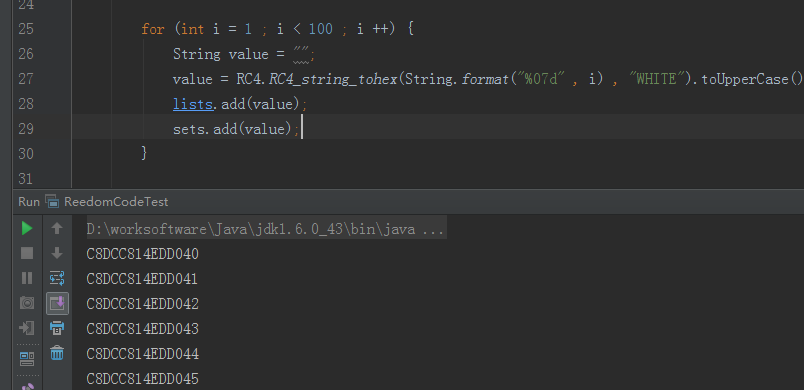 24
25 for (int i = 1 ; i < 100 ; i ++) {
26 String value = "";
27 value = RC4.RC4_string_tohex(String.format("%07d" , i) , "WHITE").toUpperCase()
28 lists.add(value);
29 sets.add(value);
30 }
31
Run ReedomCodeTest
D:\worksoftware\Java\jdk1.6.0_43\bin\java ...
C8DCC814EDD040
C8DCC814EDD041
C8DCC814EDD042
C8DCC814EDD043
C8DCC814EDD044
C8DCC814EDD045